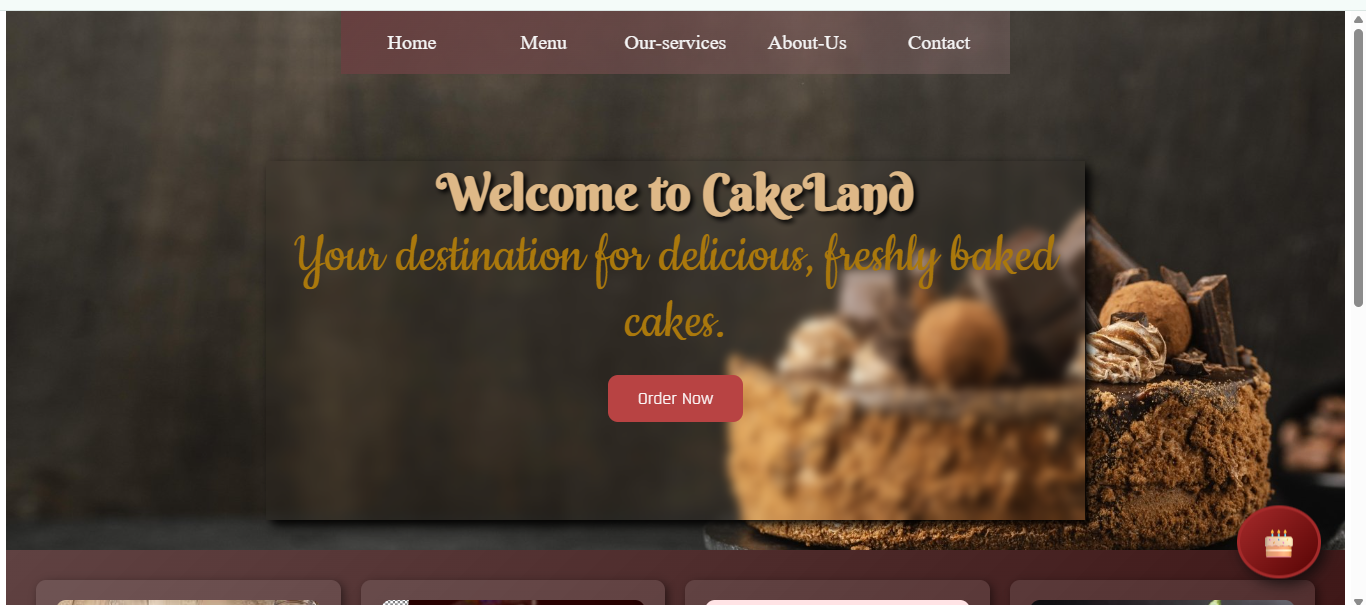 Home Menu Our-services About-Us Contact
Welcome to CakeLand
Your destination for delicious, freshly baked
cakes.
Order Now